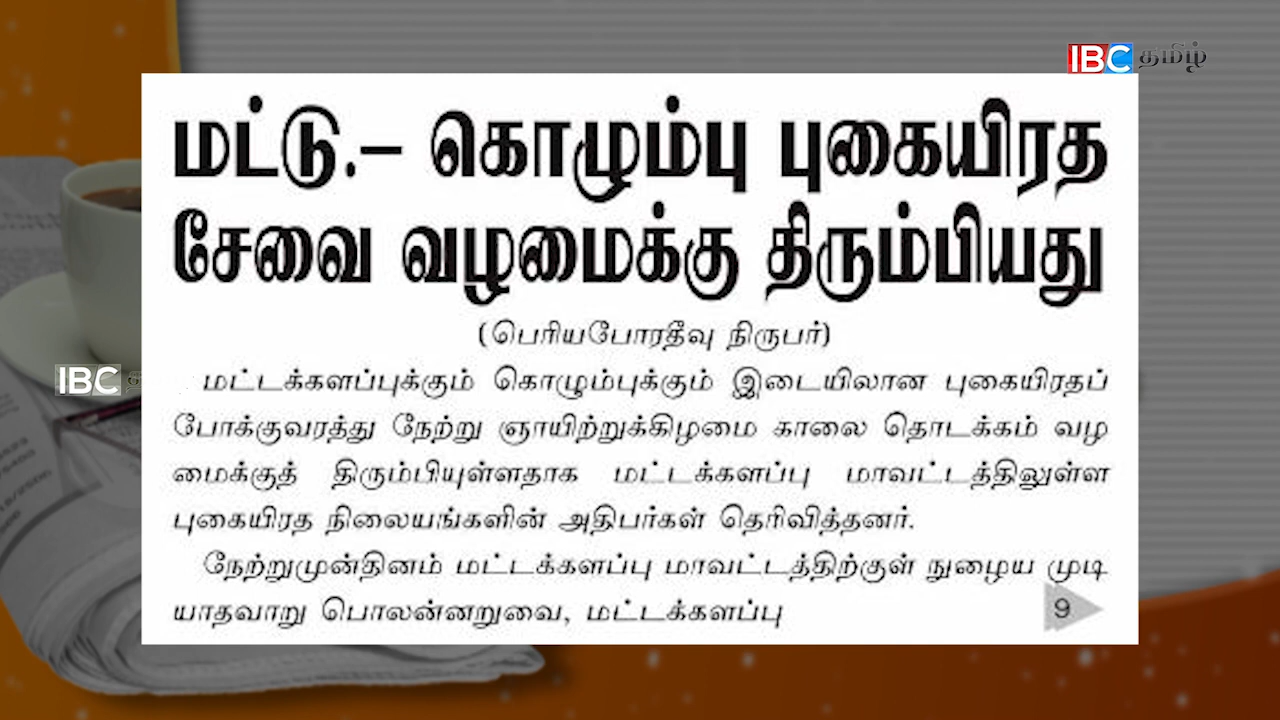 IBC தமிழ்
மட்டு.– கொழும்பு புகையிரத
சேவை வழமைக்கு திரும்பியது
(பெரியபோரதீவு நிருபர்)
மட்டக்களப்புக்கும் கொழும்புக்கும் இடையிலான புகையிரதப்
போக்குவரத்து நேற்று ஞாயிற்றுக்கிழமை காலை தொடக்கம் வழ
மைக்குத் திரும்பியுள்ளதாக மட்டக்களப்பு மாவட்டத்திலுள்ள
புகையிரத நிலையங்களின் அதிபர்கள் தெரிவித்தனர்.
நேற்றுமுன்தினம் மட்டக்களப்பு மாவட்டத்திற்குள் நுழைய முடி
யாதவாறு பொலன்னறுவை, மட்டக்களப்பு
9
IBC